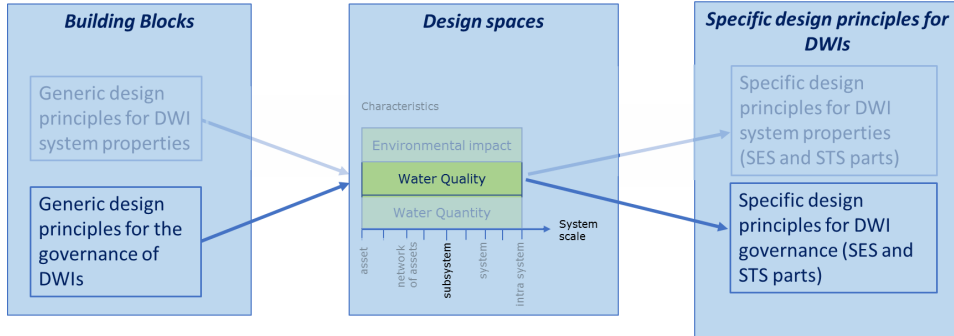 Building Blocks
Generic design
principles for DWI
system properties
Generic design
principles for the
governance of
DWIs
Design spaces
Characteristics
Environmental impact
Water Quality
Water Quantity
System
scale
asset
network
of assets
subsystem
system
intra system
Specific design principles for
DWIs
Specific design
principles for DWI
system properties
(SES and STS parts)
Specific design
principles for DWI
governance (SES and
STS parts)